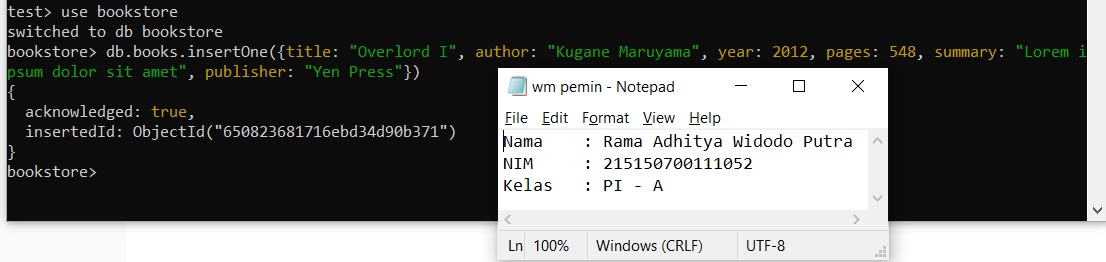 test> use bookstore
switched to db bookstore
bookstore> db.books.insertOne({title: "Overlord I", author: "Kugane Maruyama", year: 2012, pages: 548, summary: "Lorem i
psum dolor sit amet", publisher: "Yen Press"})
{
  acknowledged: true,
  insertedId: ObjectId("650823681716ebd34d90b371")
}
bookstore>
wm pemin - Notepad
File Edit Format View Help
Nama    : Rama Adhitya Widodo Putra
NIM     : 215150700111052
Kelas   : PI - A
Ln 100% Windows (CRLF) UTF-8